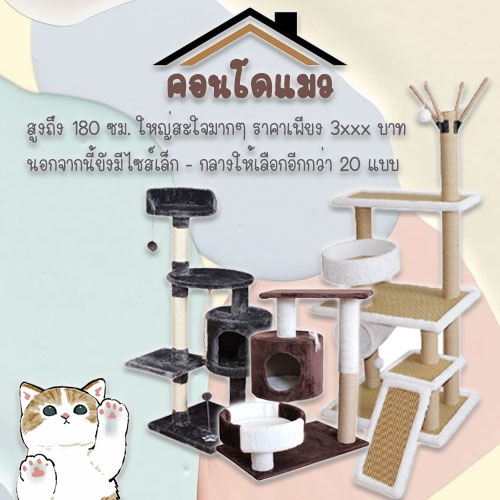 คอนโดแมว
สูงถึง 180 ซม. ใหญ่สะใจมากๆ ราคาเพียง 3xxx บาท
นอกจากนี้ยังมีไซส์เล็ก - กลางให้เลือกอีกกว่า 20 แบบ